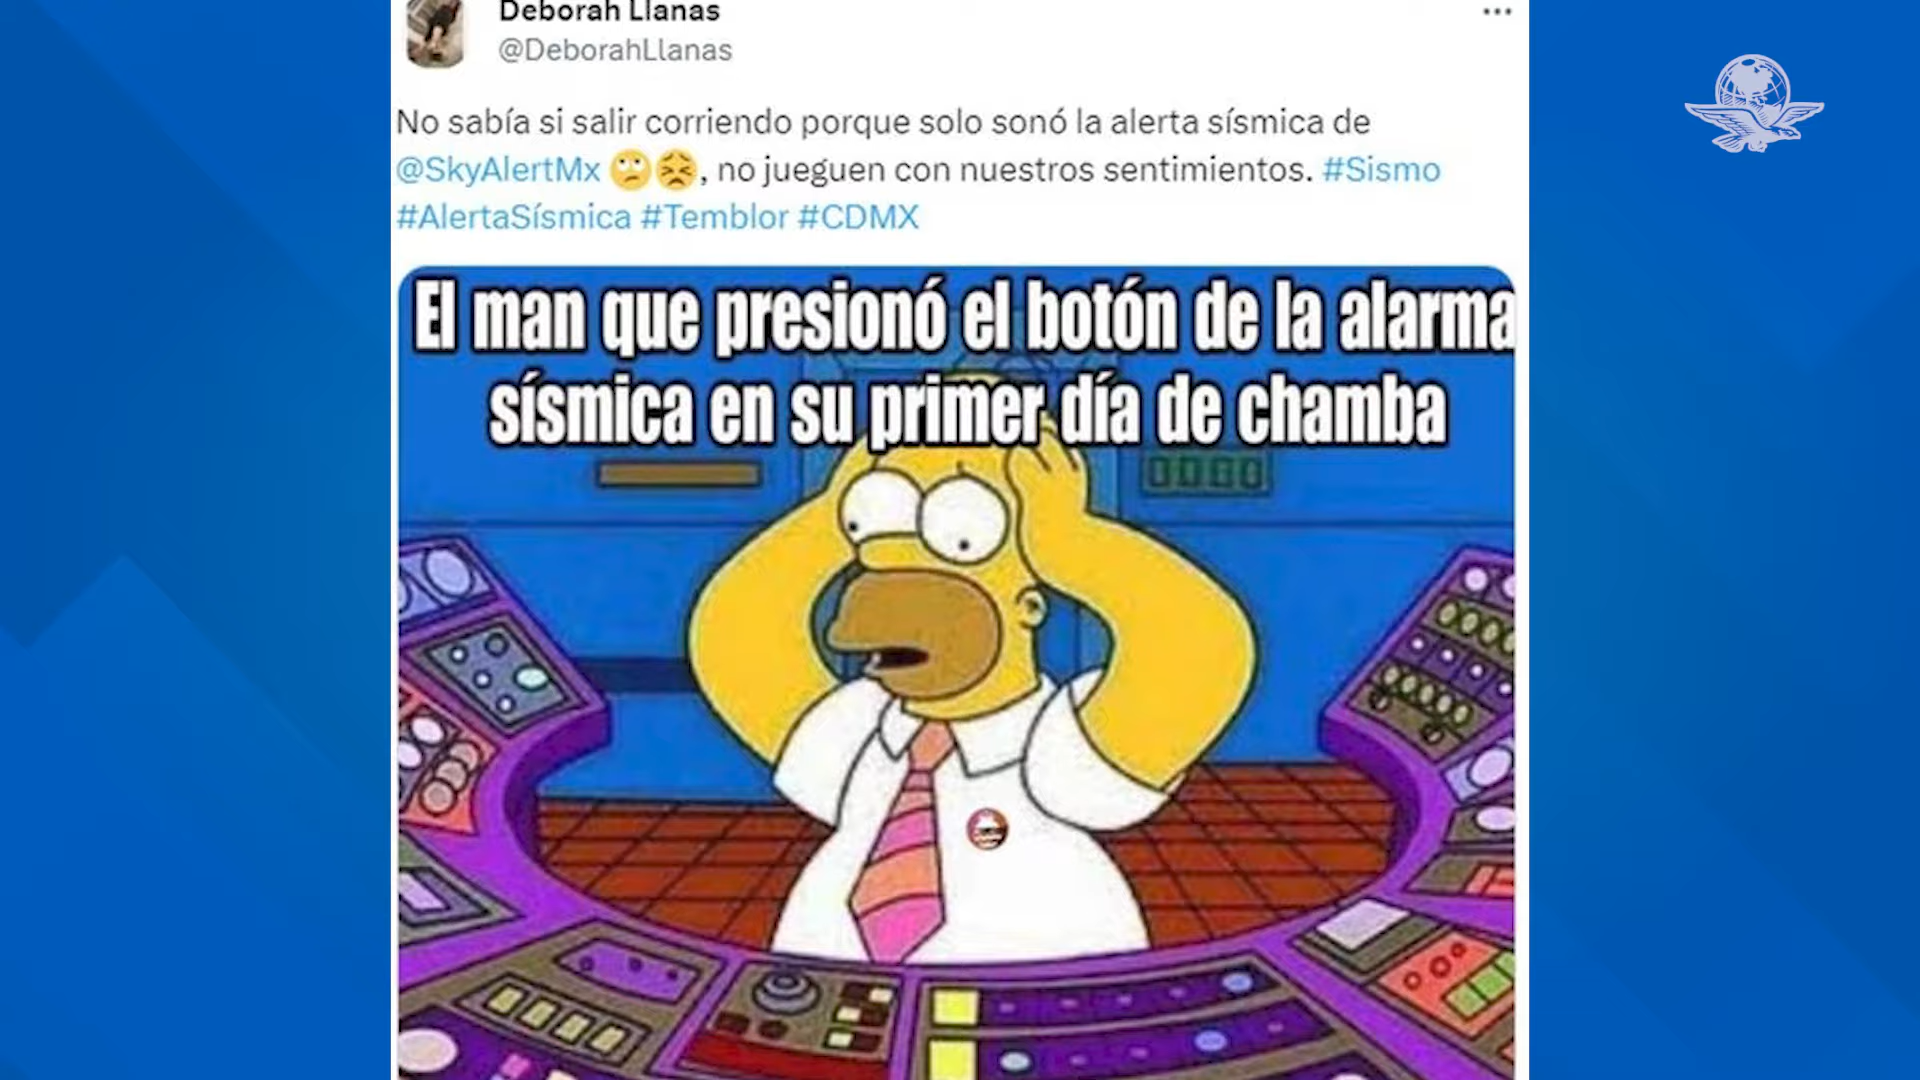 Deborah Llanas
@DeborahLlanas
No sabía si salir corriendo porque solo sonó la alerta sísmica de
@SkyAlertMx 🙄😣, no jueguen con nuestros sentimientos. #Sismo
#AlertaSísmica #Temblor #CDMX
El man que presionó el botón de la alarma
sísmica en su primer día de chamba